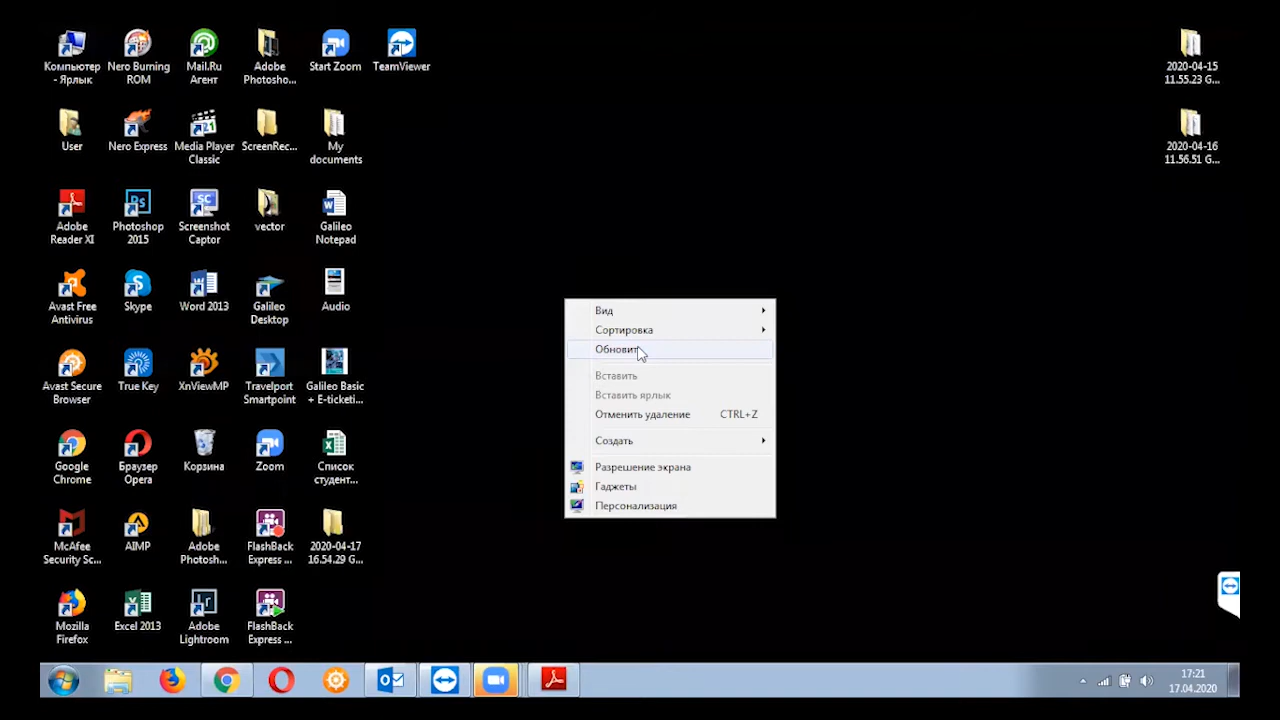 Компьютер
- Ярлык
Nero Burning
ROM
Mail.Ru
Агент
Adobe
Photosho...
Start Zoom
TeamViewer
2020-04-15
11.55.23 G...
User
Nero Express
Media Player
Classic
ScreenRec...
My
documents
2020-04-16
11.56.51 G...
Adobe
Reader XI
Photoshop
2015
Screenshot
Captor
vector
Galileo
Notepad
Avast Free
Antivirus
Skype
Word 2013
Galileo
Desktop
Audio
Avast Secure
Browser
True Key
XnViewMP
Travelport
Smartpoint
Galileo Basic
+ E-ticketi...
Google
Chrome
Браузер
Opera
Корзина
Zoom
Список
студент...
McAfee
Security Sc...
AIMP
Adobe
Photosh...
FlashBack
Express ...
2020-04-17
16.54.29 G...
Mozilla
Firefox
Excel 2013
Adobe
Lightroom
FlashBack
Express ...
Вид
Сортировка
Обновить
Вставить
Вставить ярлык
Отменить удаление CTRL+Z
Создать
Разрешение экрана
Гаджеты
Персонализация
17:21
17.04.2020